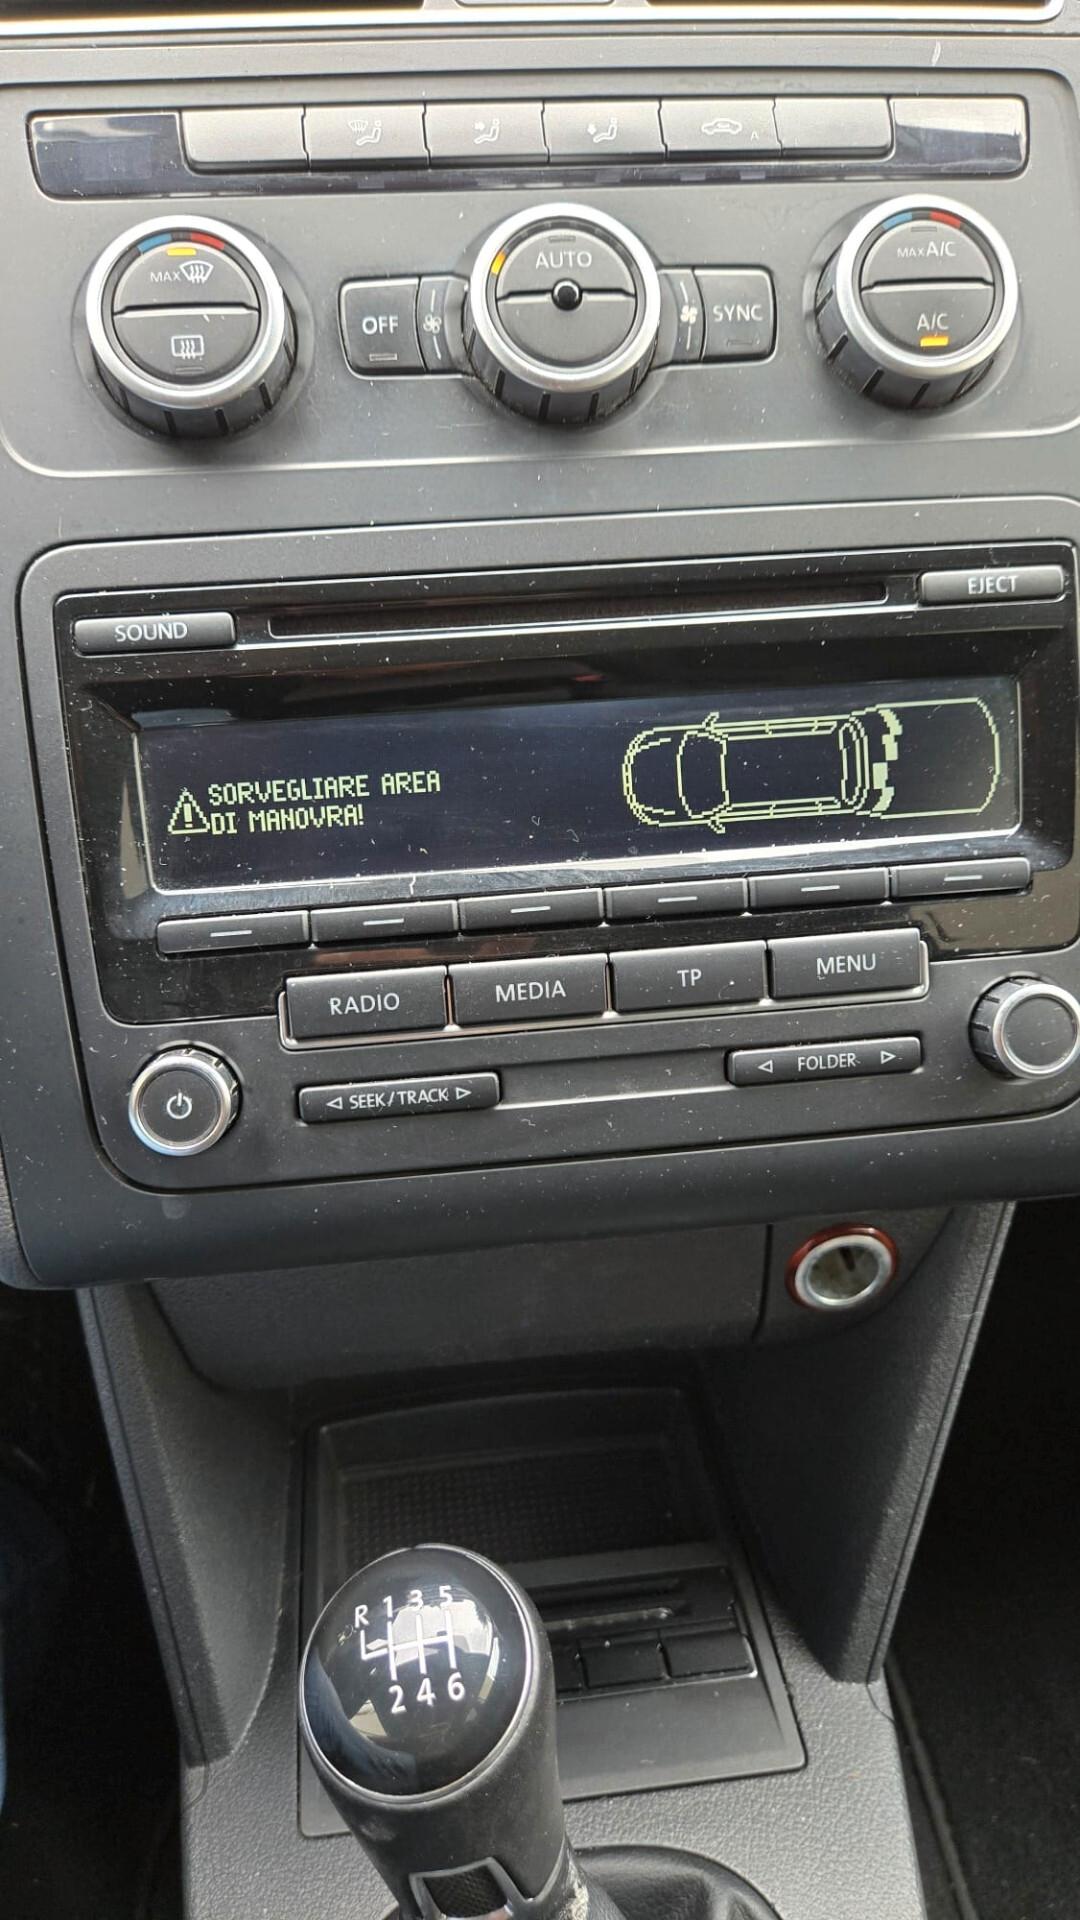 A
MAX
OFF
AUTO
SYNC
MAX A/C
A/C
SOUND
EJECT
SORVEGLIARE AREA
DI MANOVRA!
RADIO
MEDIA
TP
MENU
SEEK/TRACK
FOLDER
R 1 3 5
2 4 6